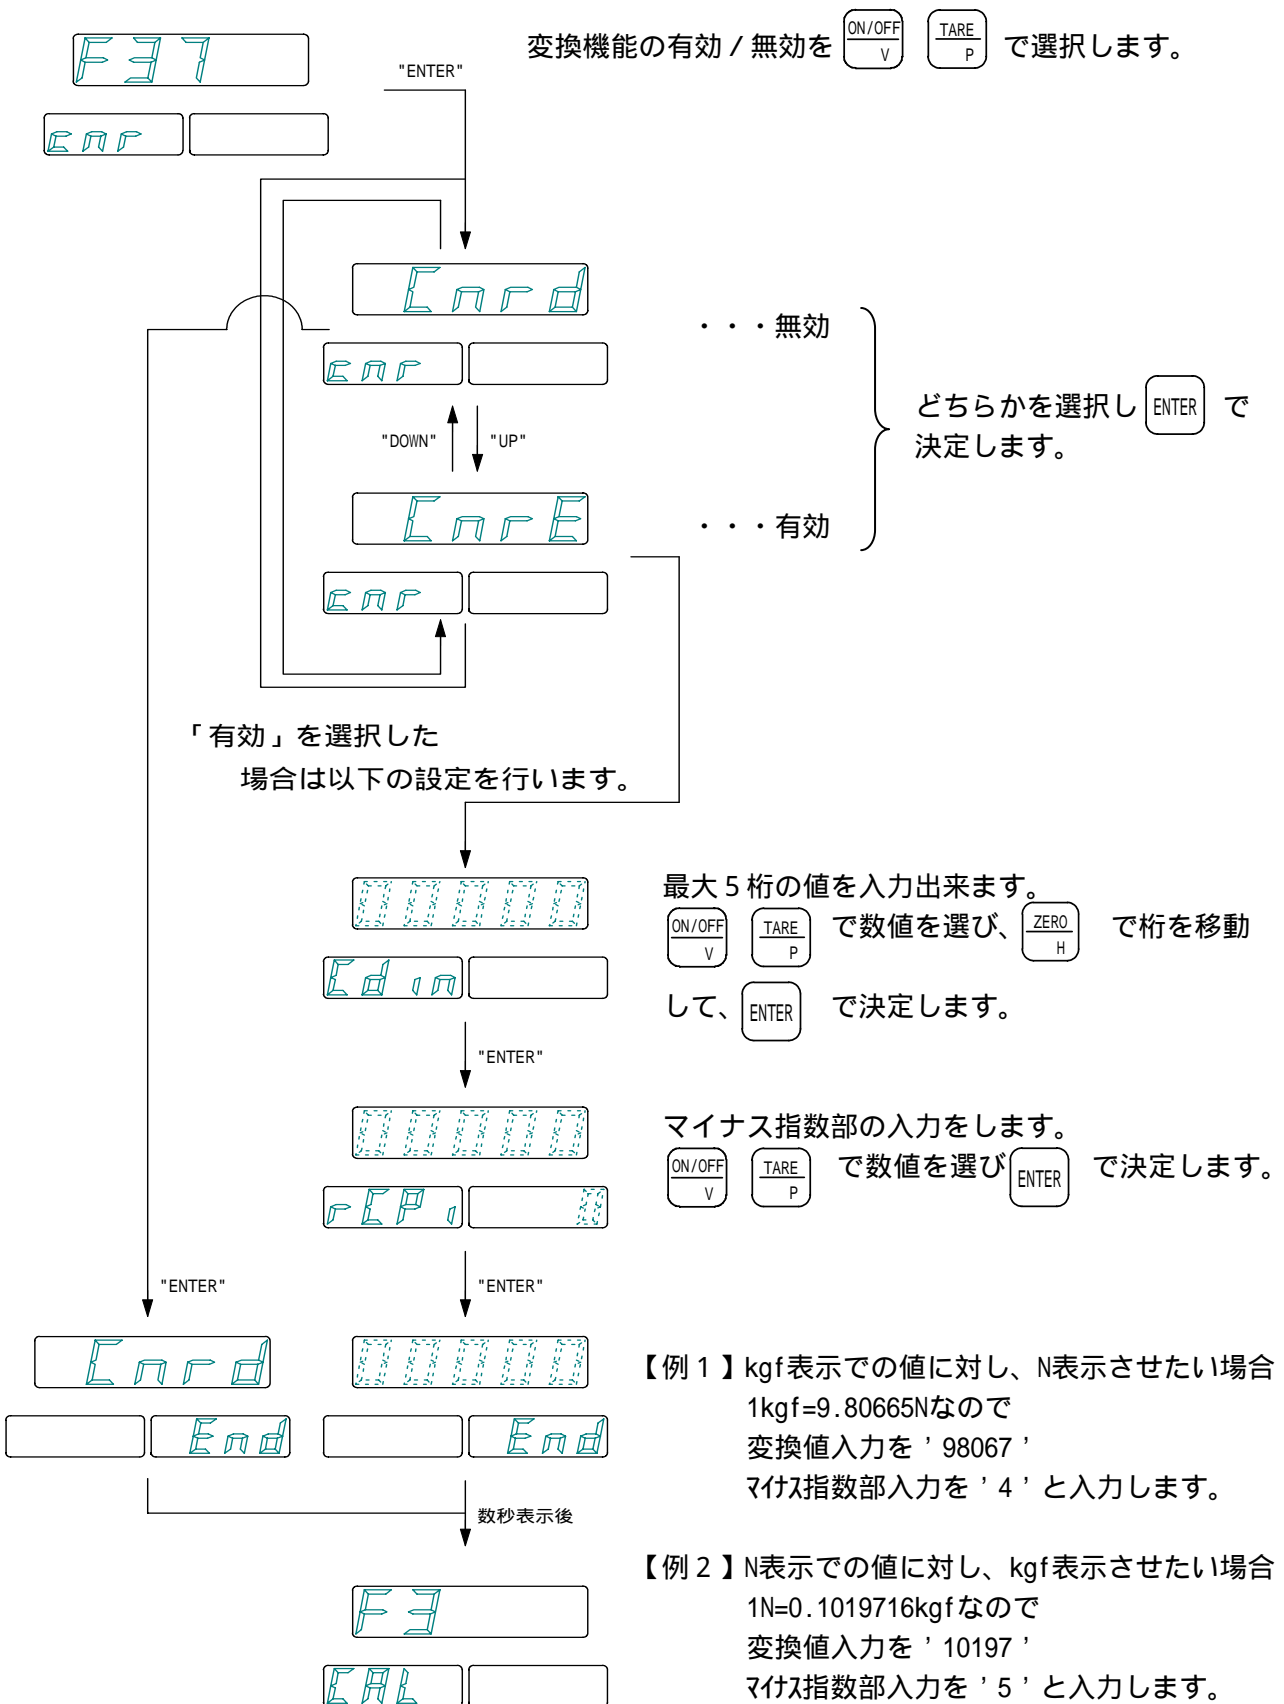 F37
cnr
"ENTER"
変換機能の有効/無効を ON/OFF V TARE P で選択します。
Cnrd
cnr
・・・無効
"DOWN" "UP"
どちらかを選択し ENTER で
決定します。
CnrE
cnr
・・・有効
「有効」を選択した
場合は以下の設定を行います。
00000
Cdin
最大5桁の値を入力出来ます。
ON/OFF V TARE P で数値を選び、 ZERO H で桁を移動
して、 ENTER で決定します。
"ENTER"
00000
rCPi 0
マイナス指数部の入力をします。
ON/OFF V TARE P で数値を選び ENTER で決定します。
"ENTER" "ENTER"
Cnrd
End
00000
End
数秒表示後
F3
CAL
【例1】kgf表示での値に対し、N表示させたい場合
1kgf=9.80665Nなので
変換値入力を ’98067’
マイナス指数部入力を ’4’と入力します。
【例2】N表示での値に対し、kgf表示させたい場合
1N=0.1019716kgfなので
変換値入力を ’10197’
マイナス指数部入力を ’5’と入力します。